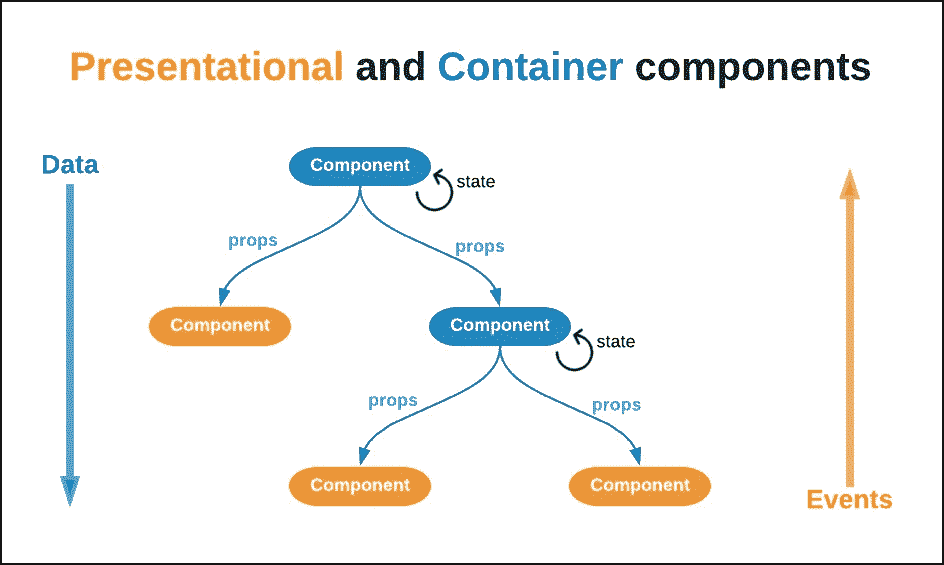 Presentational and Container components
Data
Component
state
props
props
Component
Component
state
props
props
Component
Component
Events